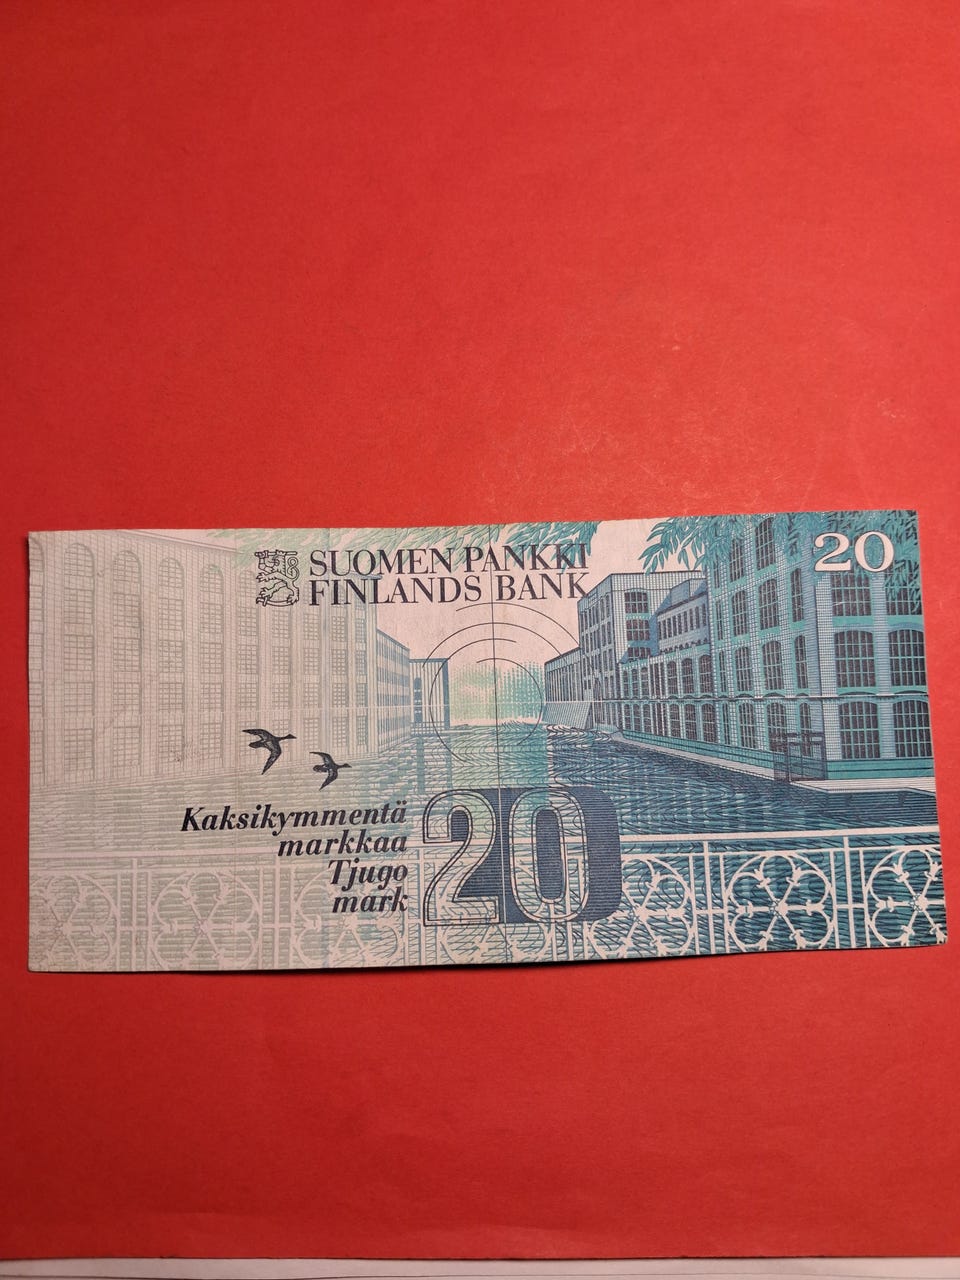 SUOMEN PANKKI
FINLANDS BANK
20
Kaksikymmentä
markkaa
Tjugo
mark
20